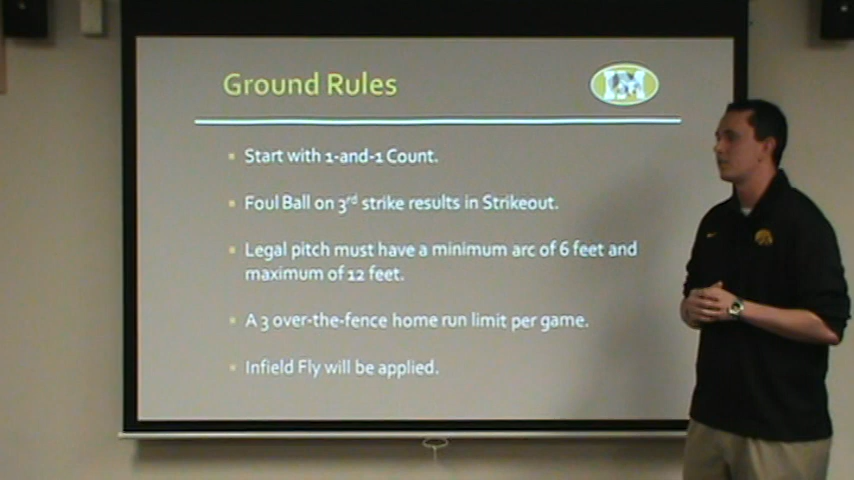 Ground Rules
Start with 1-and-1 Count.
Foul Ball on 3rd strike results in Strikeout.
Legal pitch must have a minimum arc of 6 feet and
maximum of 12 feet.
A 3 over-the-fence home run limit per game.
Infield Fly will be applied.